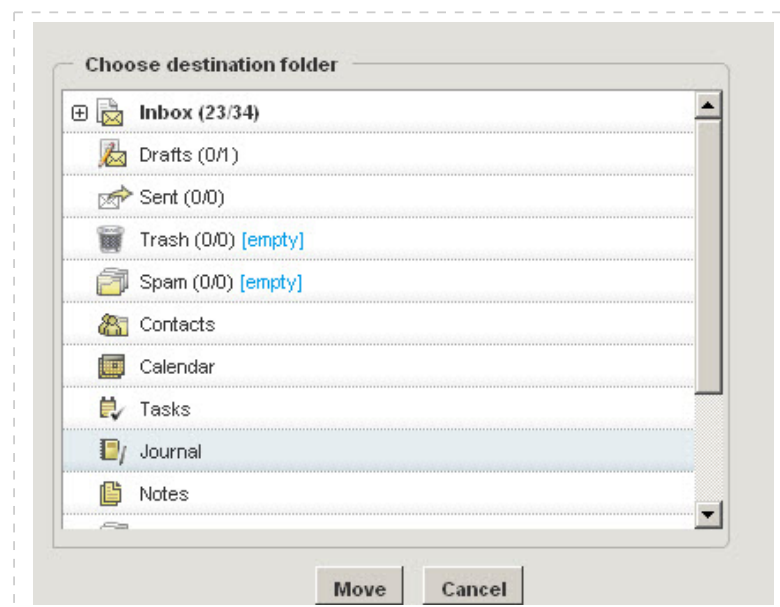 Choose destination folder
Inbox (23/34)
Drafts (0/1)
Sent (0/0)
Trash (0/0) [empty]
Spam (0/0) [empty]
Contacts
Calendar
Tasks
Journal
Notes
Move Cancel